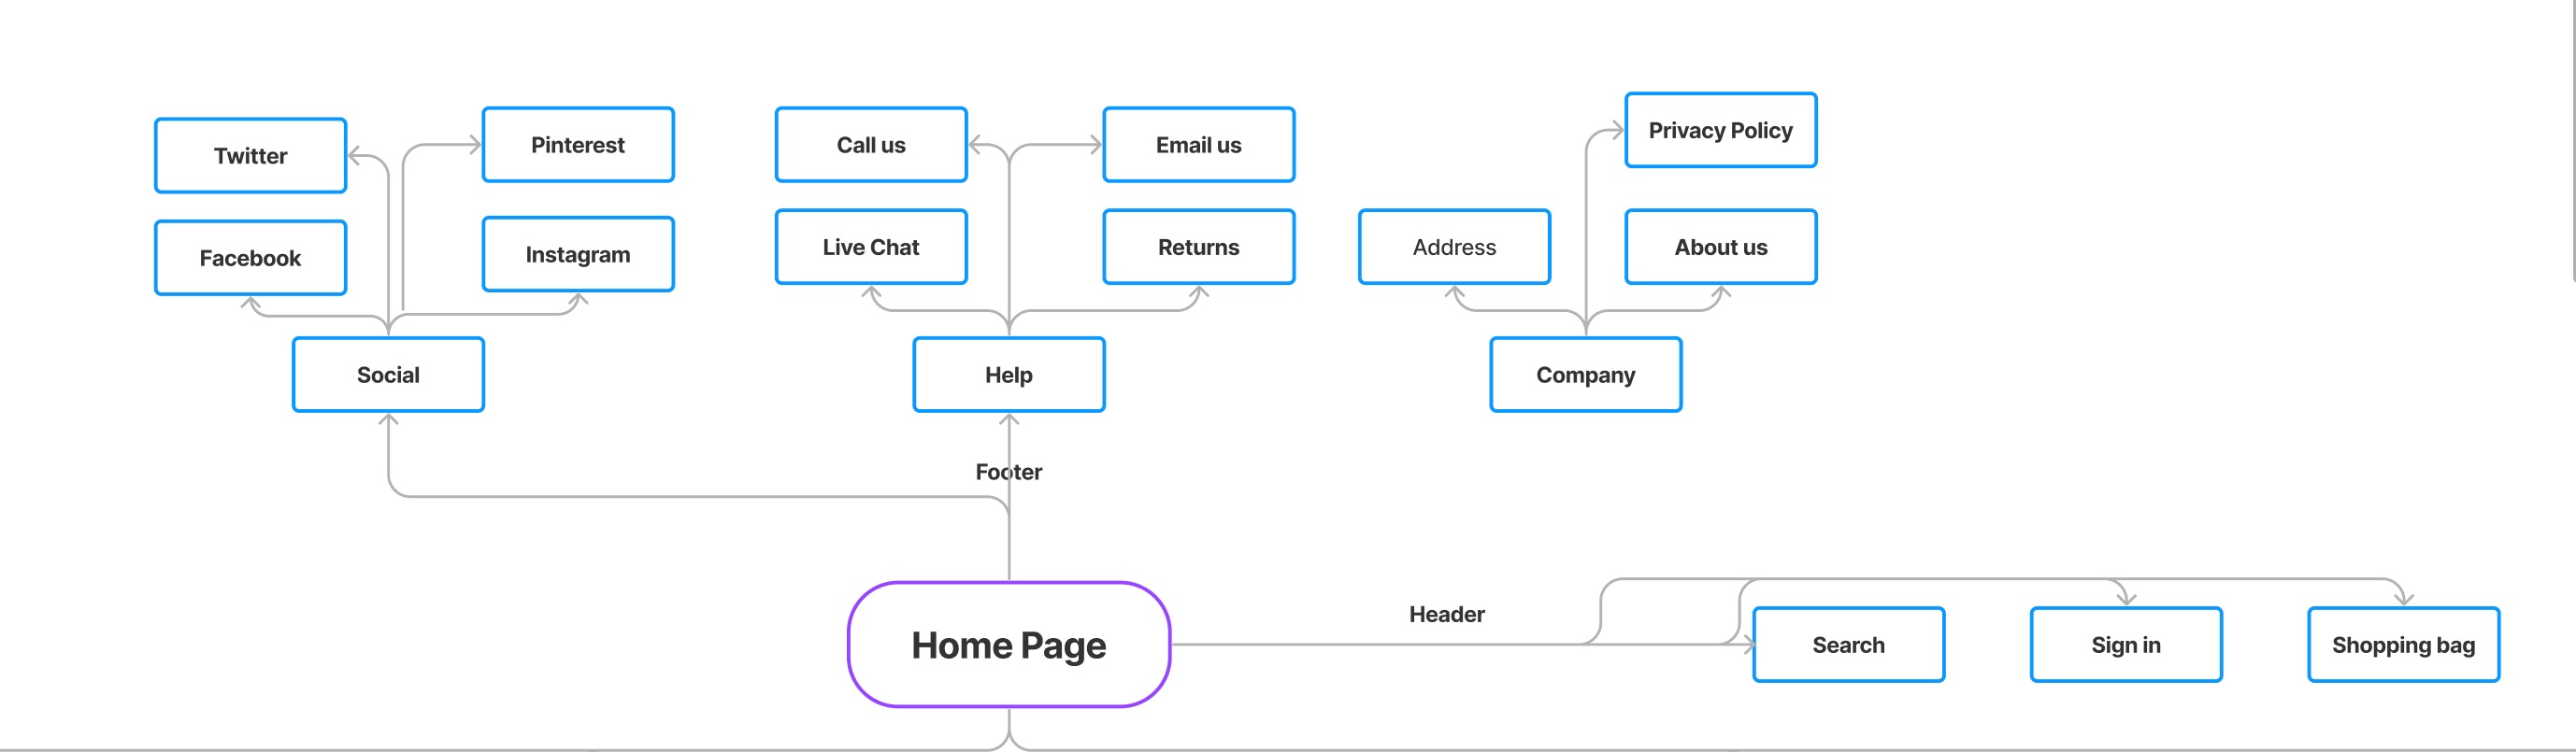 Twitter
Pinterest
Facebook
Instagram
Social
Call us
Email us
Live Chat
Returns
Help
Privacy Policy
Address
About us
Company
Footer
Home Page
Header
Search
Sign in
Shopping bag